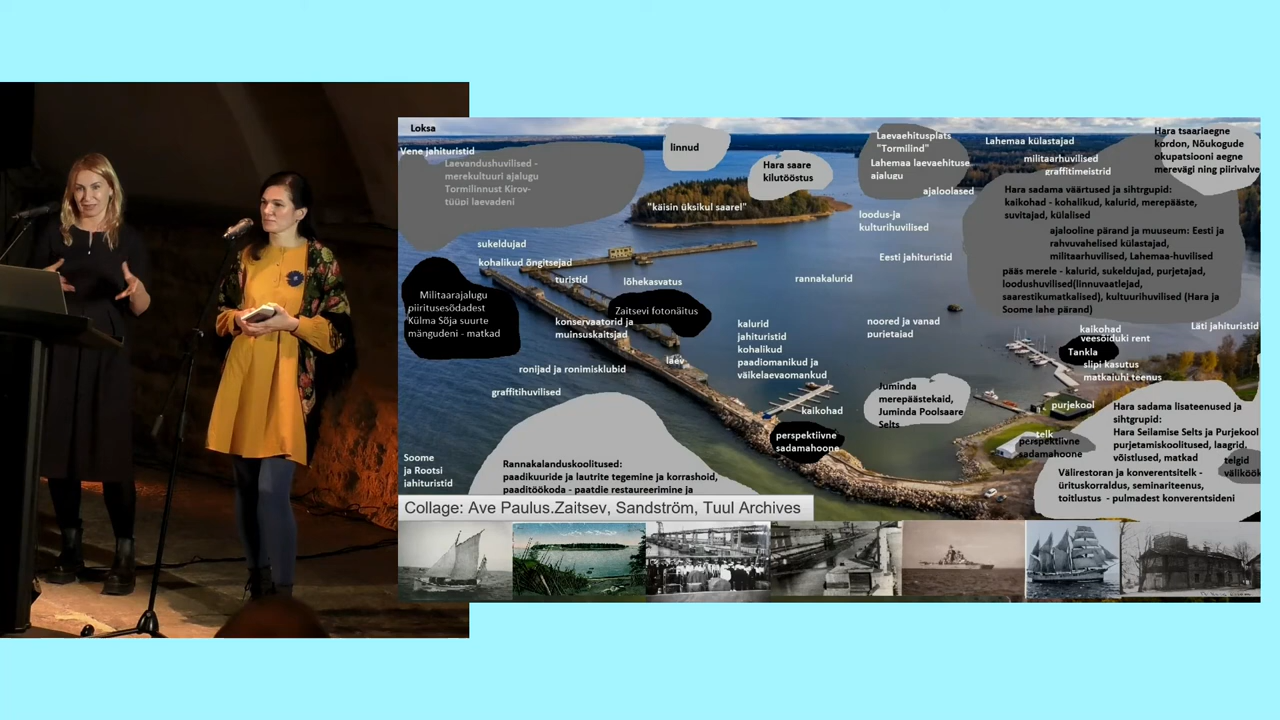 Loksa
Vene jahituristid
Laevandushuvilised -
merekultuuri ajalugu
Tormilinnust Kirov-
tüüpi laevadeni
linnud
Hara saare
kilutööstus
Laevaehitusplats
"Tormilind"
Lahemaa laevaehituse
ajalugu
ajaloolased
Lahemaa külastajad
militaarhuvilised
graffitimeistrid
Hara tsaariaegne
kordon, Nõukogude
okupatsiooni aegne
merevägi ning piirivalve
"käisin üksikul saarel"
loodus-ja
kulturihuvilised
Hara sadama väärtused ja sihtgrupid:
kaikohad - kohalikud, kalurid, merepääste,
suvitajad, külalised
ajalooline pärand ja muuseum: Eesti ja
rahvuvahelised külastajad,
militaarhuvilised, Lahemaa-huvilised
pääs merele - kalurid, sukeldujad, purjetajad,
loodushuvilised(linnuvaatlejad,
saarestikumatkalised), kultuurihuvilised (Hara ja
Soome lahe pärand)
sukeldujad
kohalikud õngitsejad
turistid
lõhekasvatus
rannakalurid
Eesti jahituristid
Militaarajalugu
piiritusesõdadest
Külma Sõja suurte
mängudeni - matkad
Zaitsevi fotonäitus
konservaatorid ja
muinsuskaitsjad
kalurid
jahituristid
kohalikud
paadiomanikud ja
väikelaevaomankud
noored ja vanad
purjetajad
kaikohad
veesõiduki rent
Läti jahituristid
Tankla
slipi kasutus
matkajuhi teenus
laev
ronijad ja ronimisklubid
graffitihuvilised
Juminda
merepäästekaid,
Juminda Poolsaare
Selts
kaikohad
purjekool
Hara sadama lisateenused ja
sihtgrupid:
Hara Seilamise Selts ja Purjekool
purjetamiskoolitused, laagrid,
võistlused, matkad
perspektiivne
sadamahoone
telk
perspektiivne
sadamahoone
telgid
väliköök
Välirestoran ja konverentsitelk -
ürituskorraldus, seminariteenus,
toitlustus - pulmadest konverentsideni
Soome
ja Rootsi
jahituristid
Rannakalanduskoolitused:
paadikuuride ja lautrite tegemine ja korrashoid,
paaditöökoda - paatdie restaureerimine ja
Collage: Ave Paulus.Zaitsev, Sandström, Tuul Archives